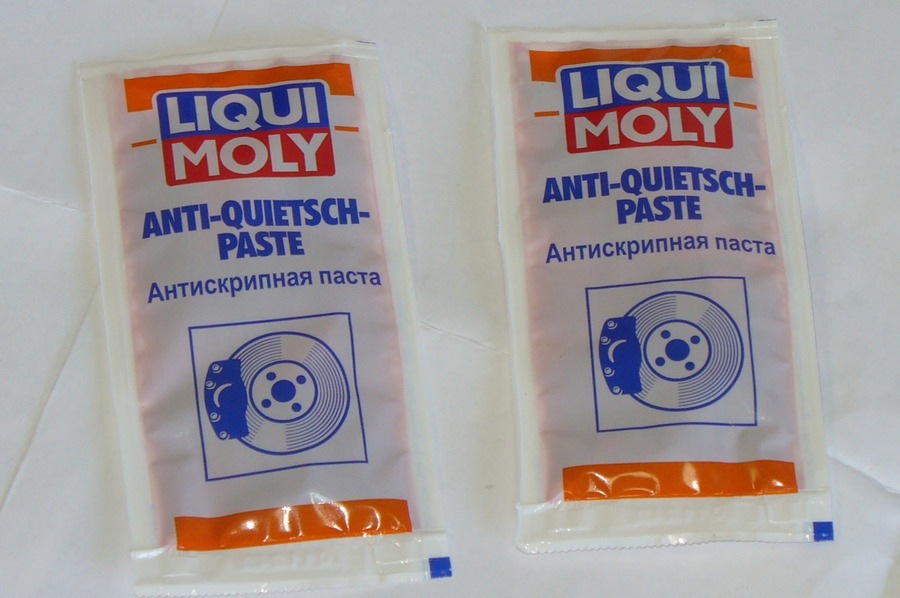 LIQUI
MOLY
ANTI-QUIETSCH-
PASTE
Антискрипная паста
LIQUI
MOLY
ANTI-QUIETSCH-
PASTE
Антискрипная паста